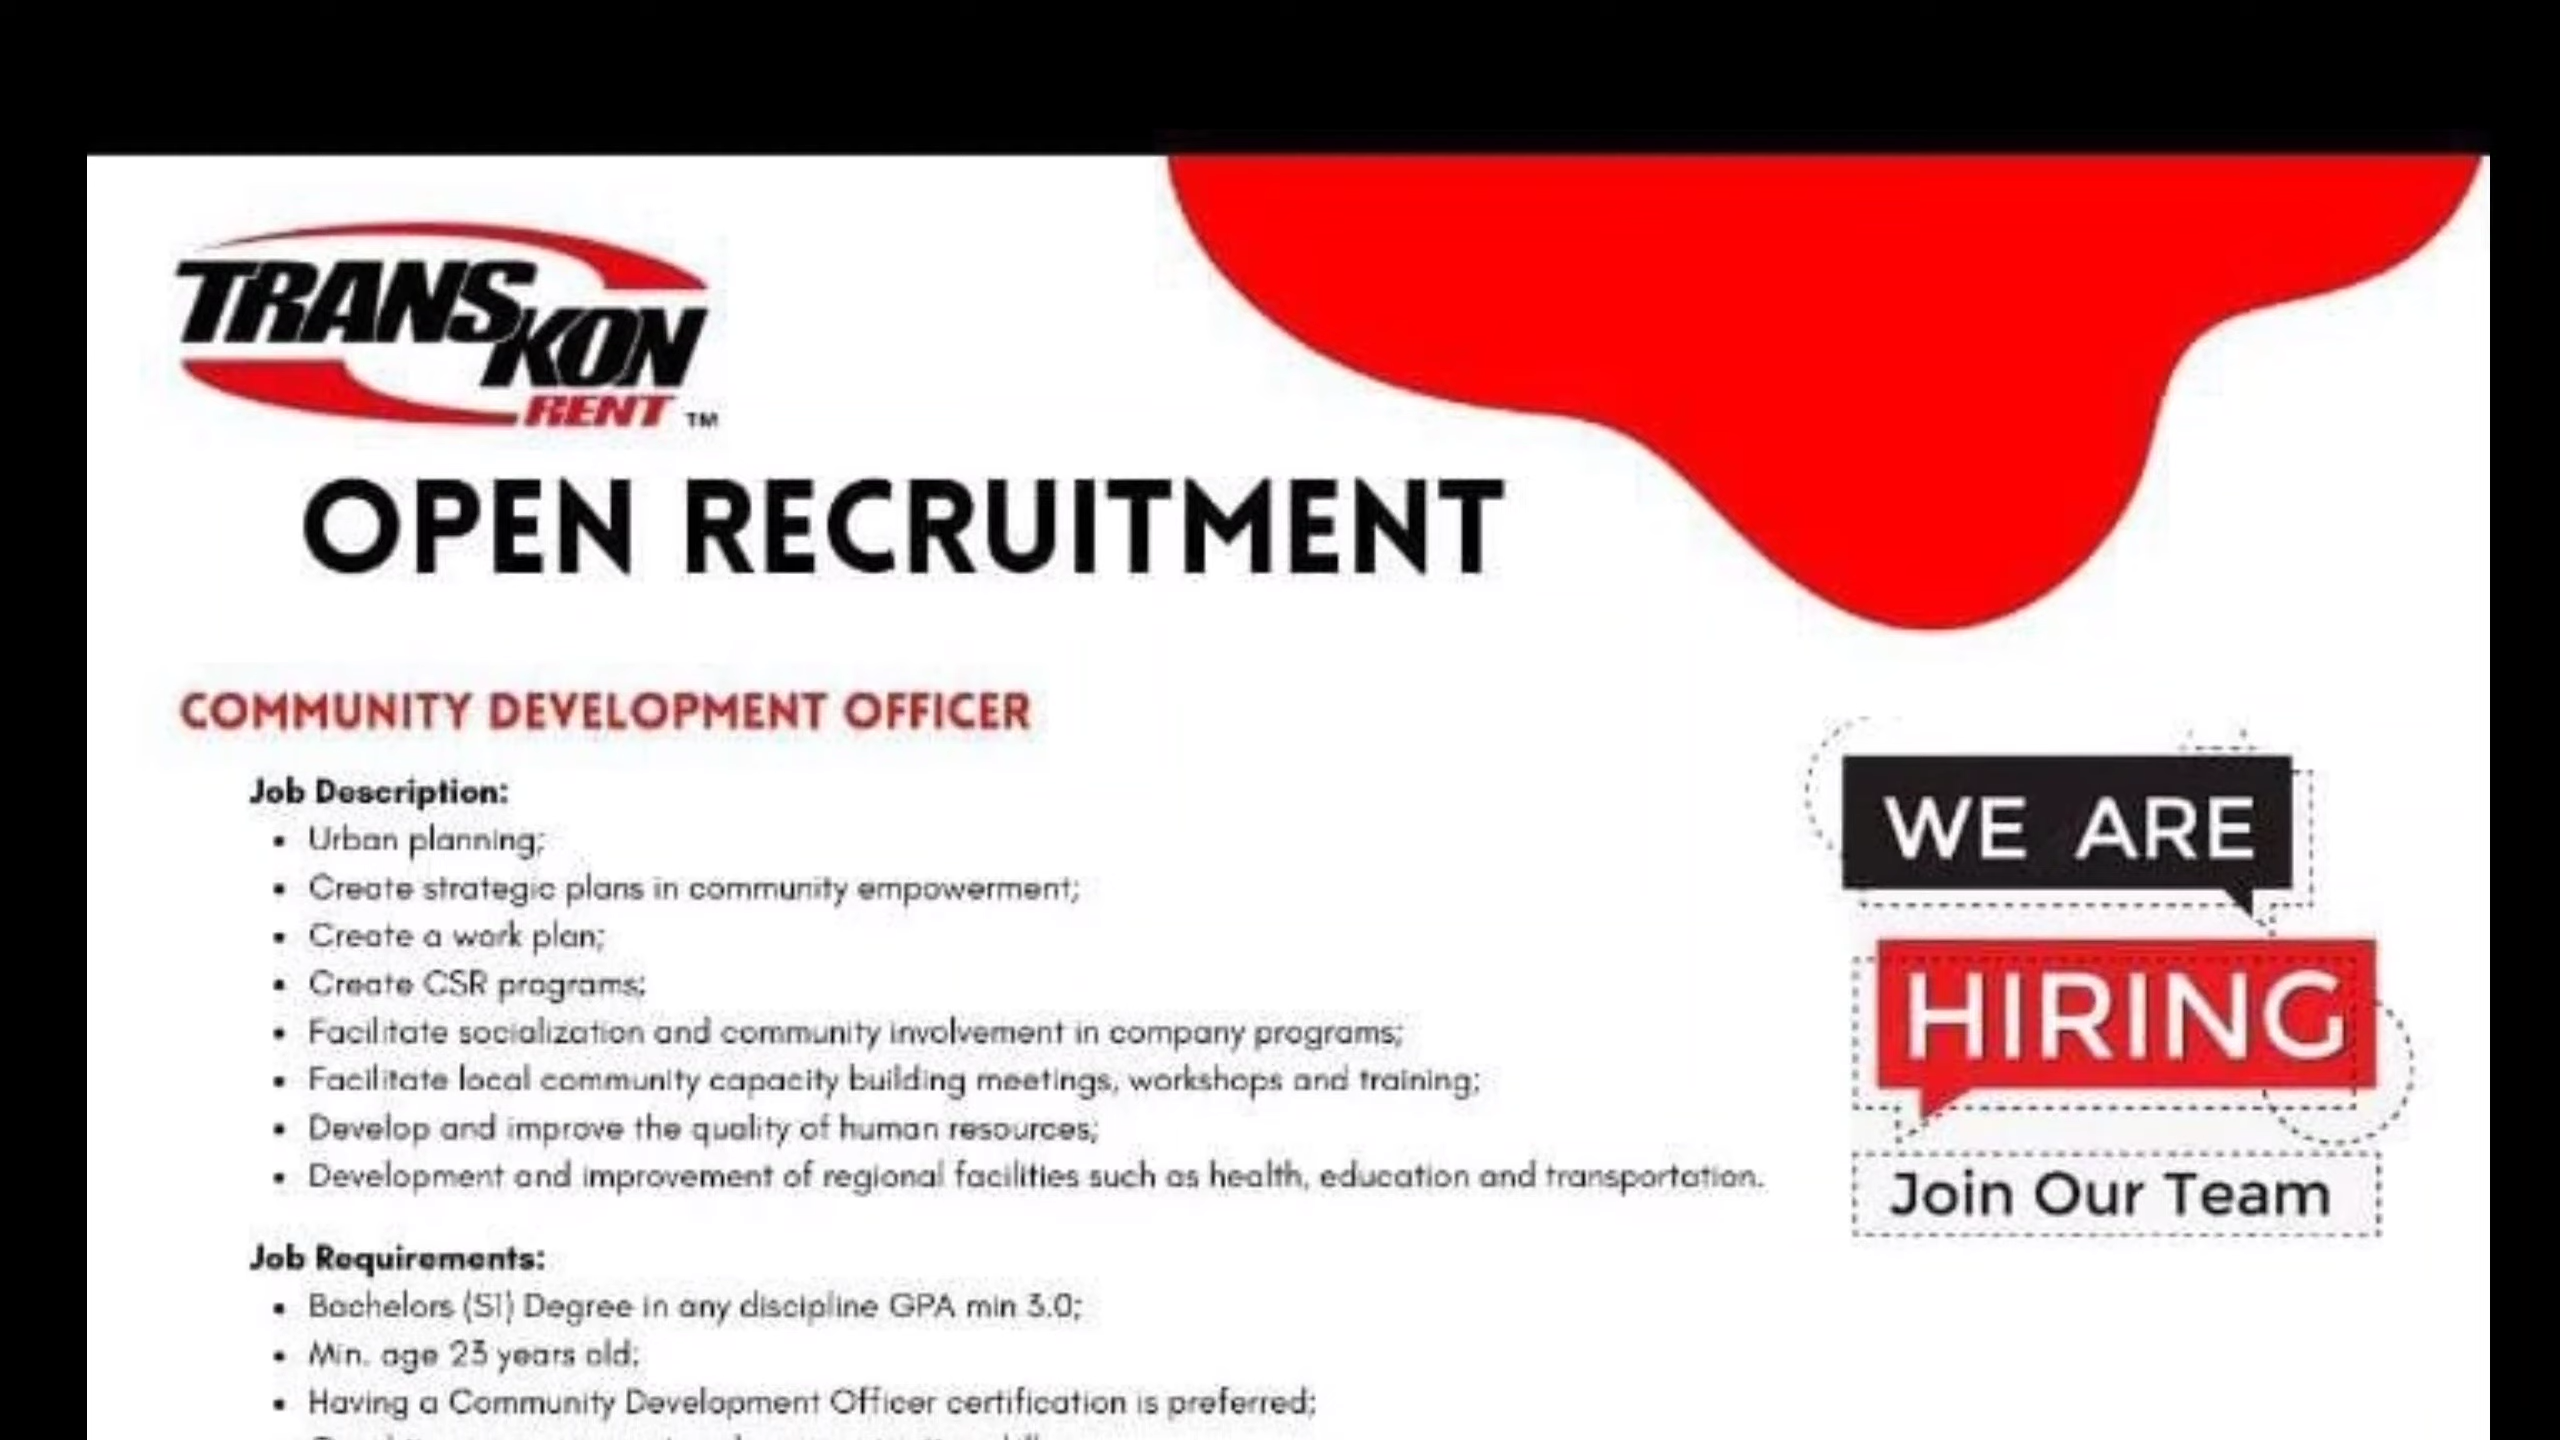 TRANSKON
RENT ™
OPEN RECRUITMENT
COMMUNITY DEVELOPMENT OFFICER
Job Description:
• Urban planning;
• Create strategic plans in community empowerment;
• Create a work plan;
• Create CSR programs;
• Facilitate socialization and community involvement in company programs;
• Facilitate local community capacity building meetings, workshops and training;
• Develop and improve the quality of human resources;
• Development and improvement of regional facilities such as health, education and transportation.
Job Requirements:
• Bachelors (S1) Degree in any discipline GPA min 3.0;
• Min. age 23 years old;
• Having a Community Development Officer certification is preferred;
WE ARE
HIRING
Join Our Team